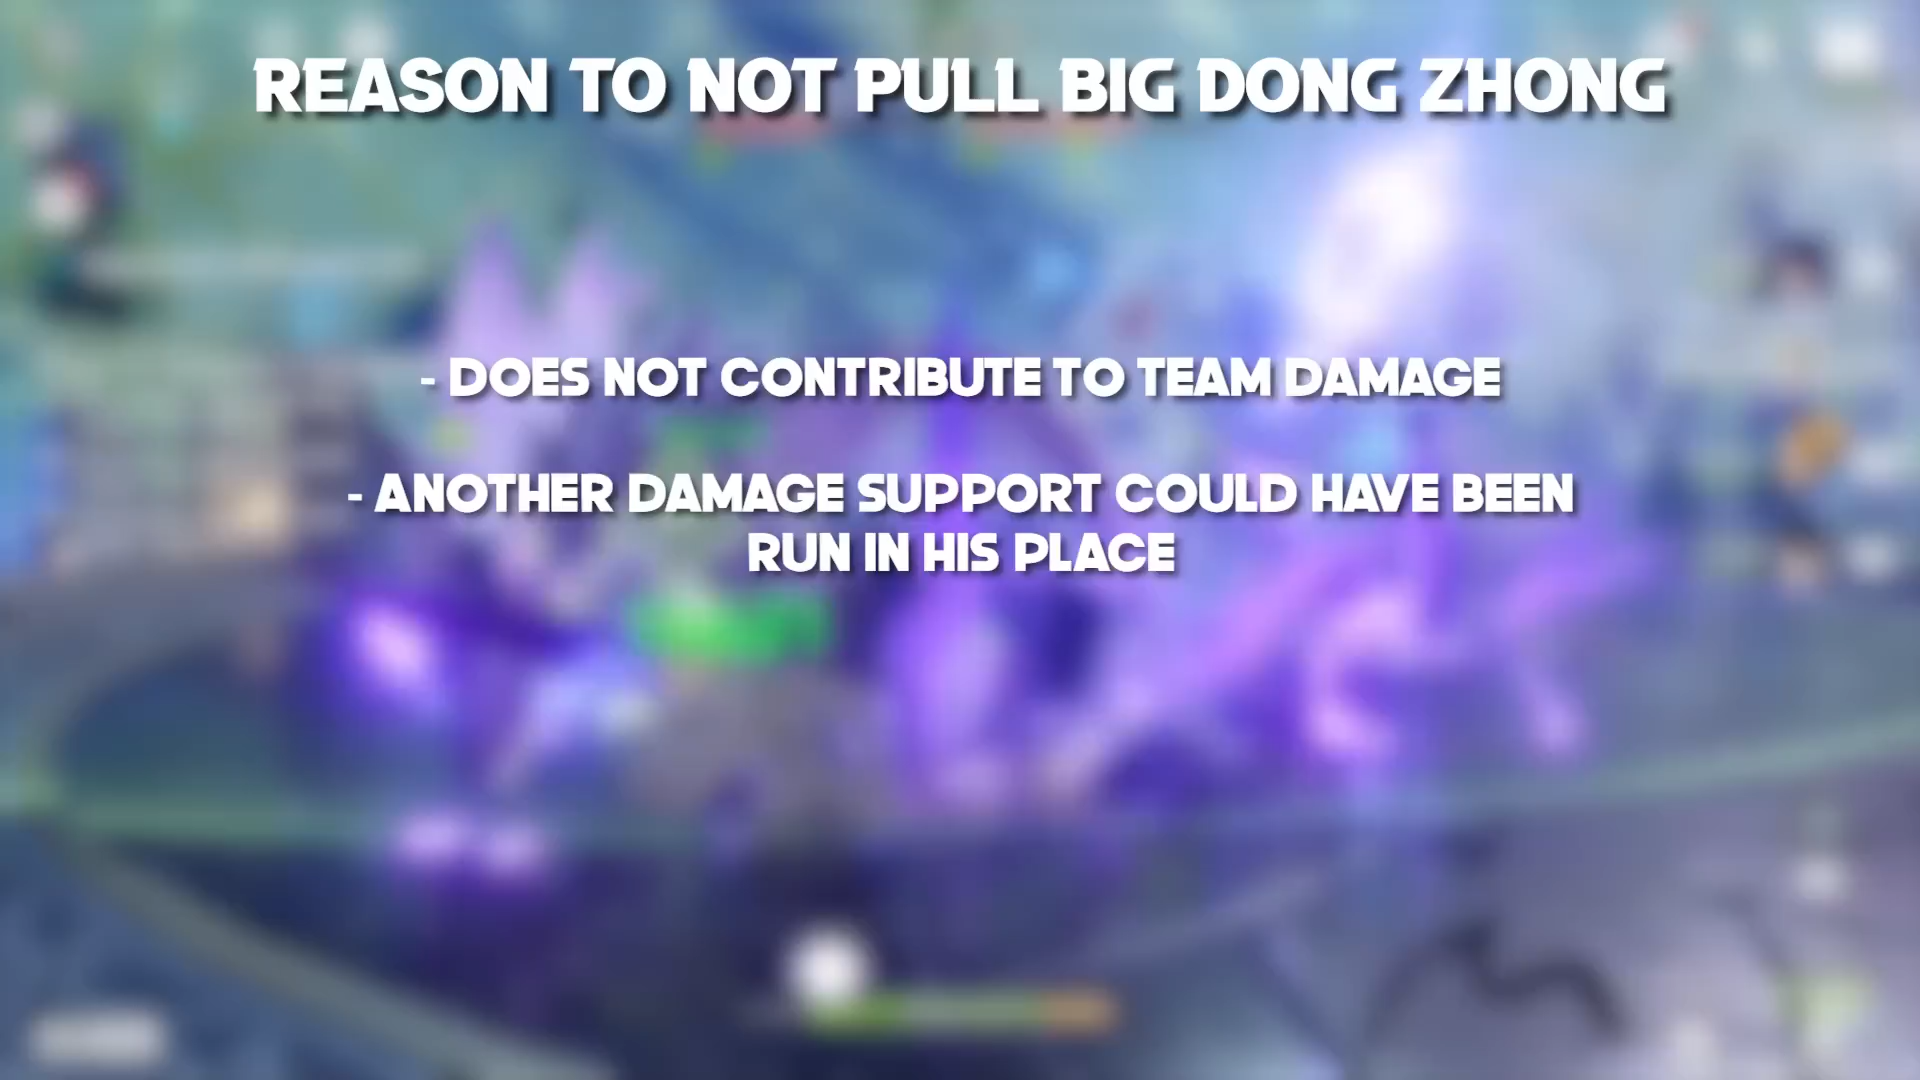 REASON TO NOT PULL BIG DONG ZHONG
- DOES NOT CONTRIBUTE TO TEAM DAMAGE
- ANOTHER DAMAGE SUPPORT COULD HAVE BEEN
RUN IN HIS PLACE